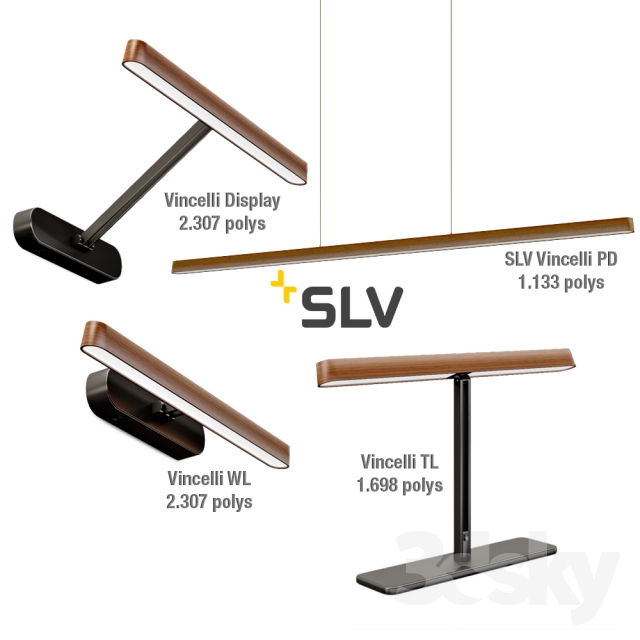 Vincelli Display
2.307 polys
SLV Vincelli PD
1.133 polys
SLV
Vincelli WL
2.307 polys
Vincelli TL
1.698 polys
3dsky